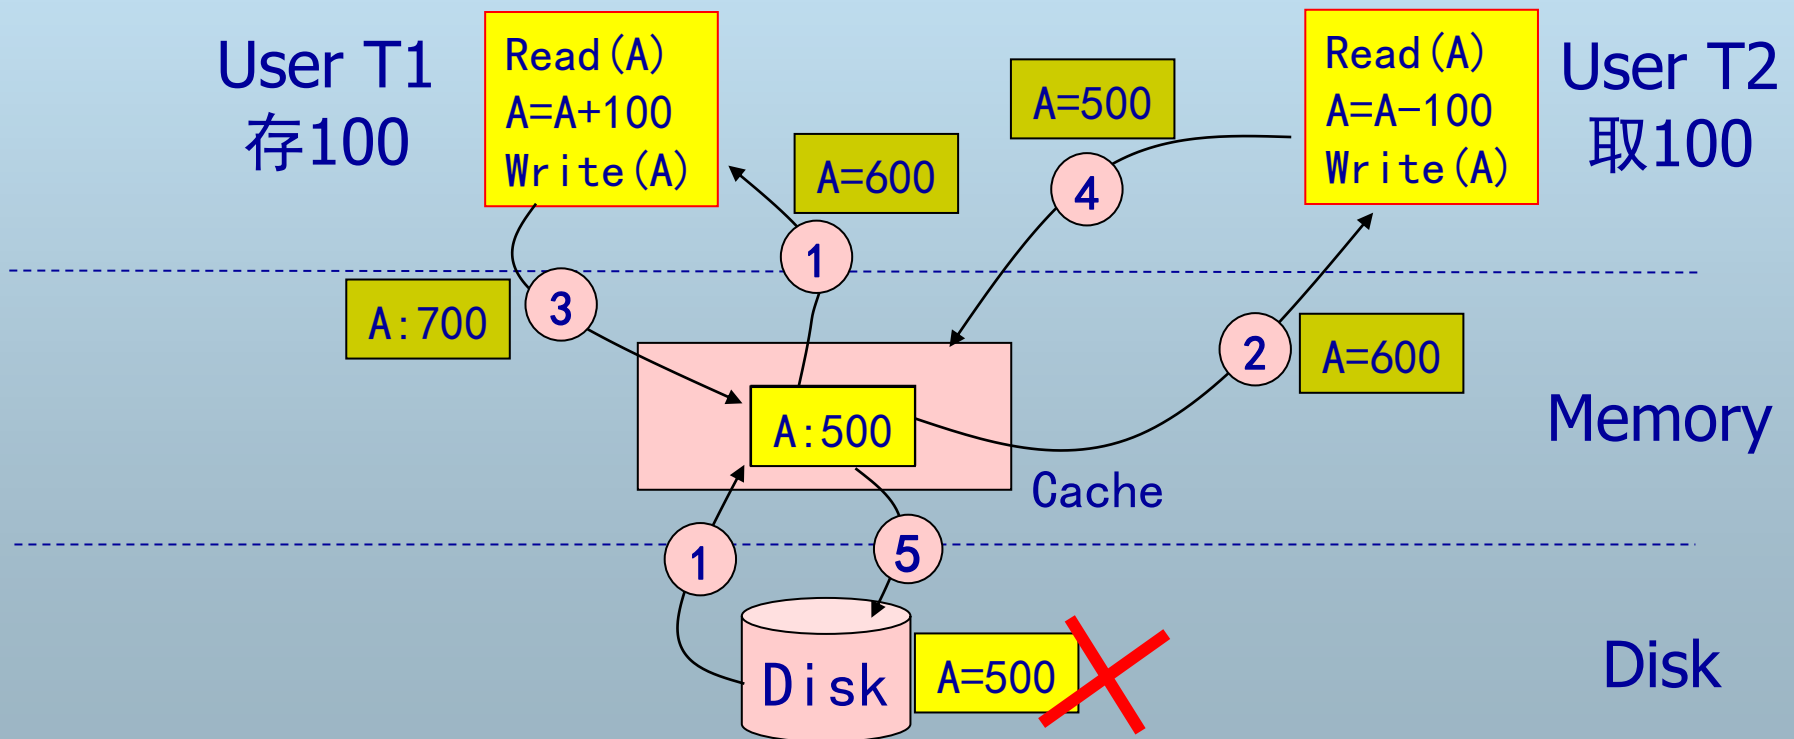 User T1
存100
Read(A)
A=A+100
Write(A)
A=600
1
A=500
4
Read(A)
A=A-100
Write(A)
User T2
取100
A:700
3
2
A=600
A:500
Memory
Cache
1
5
Disk
A=500
Disk